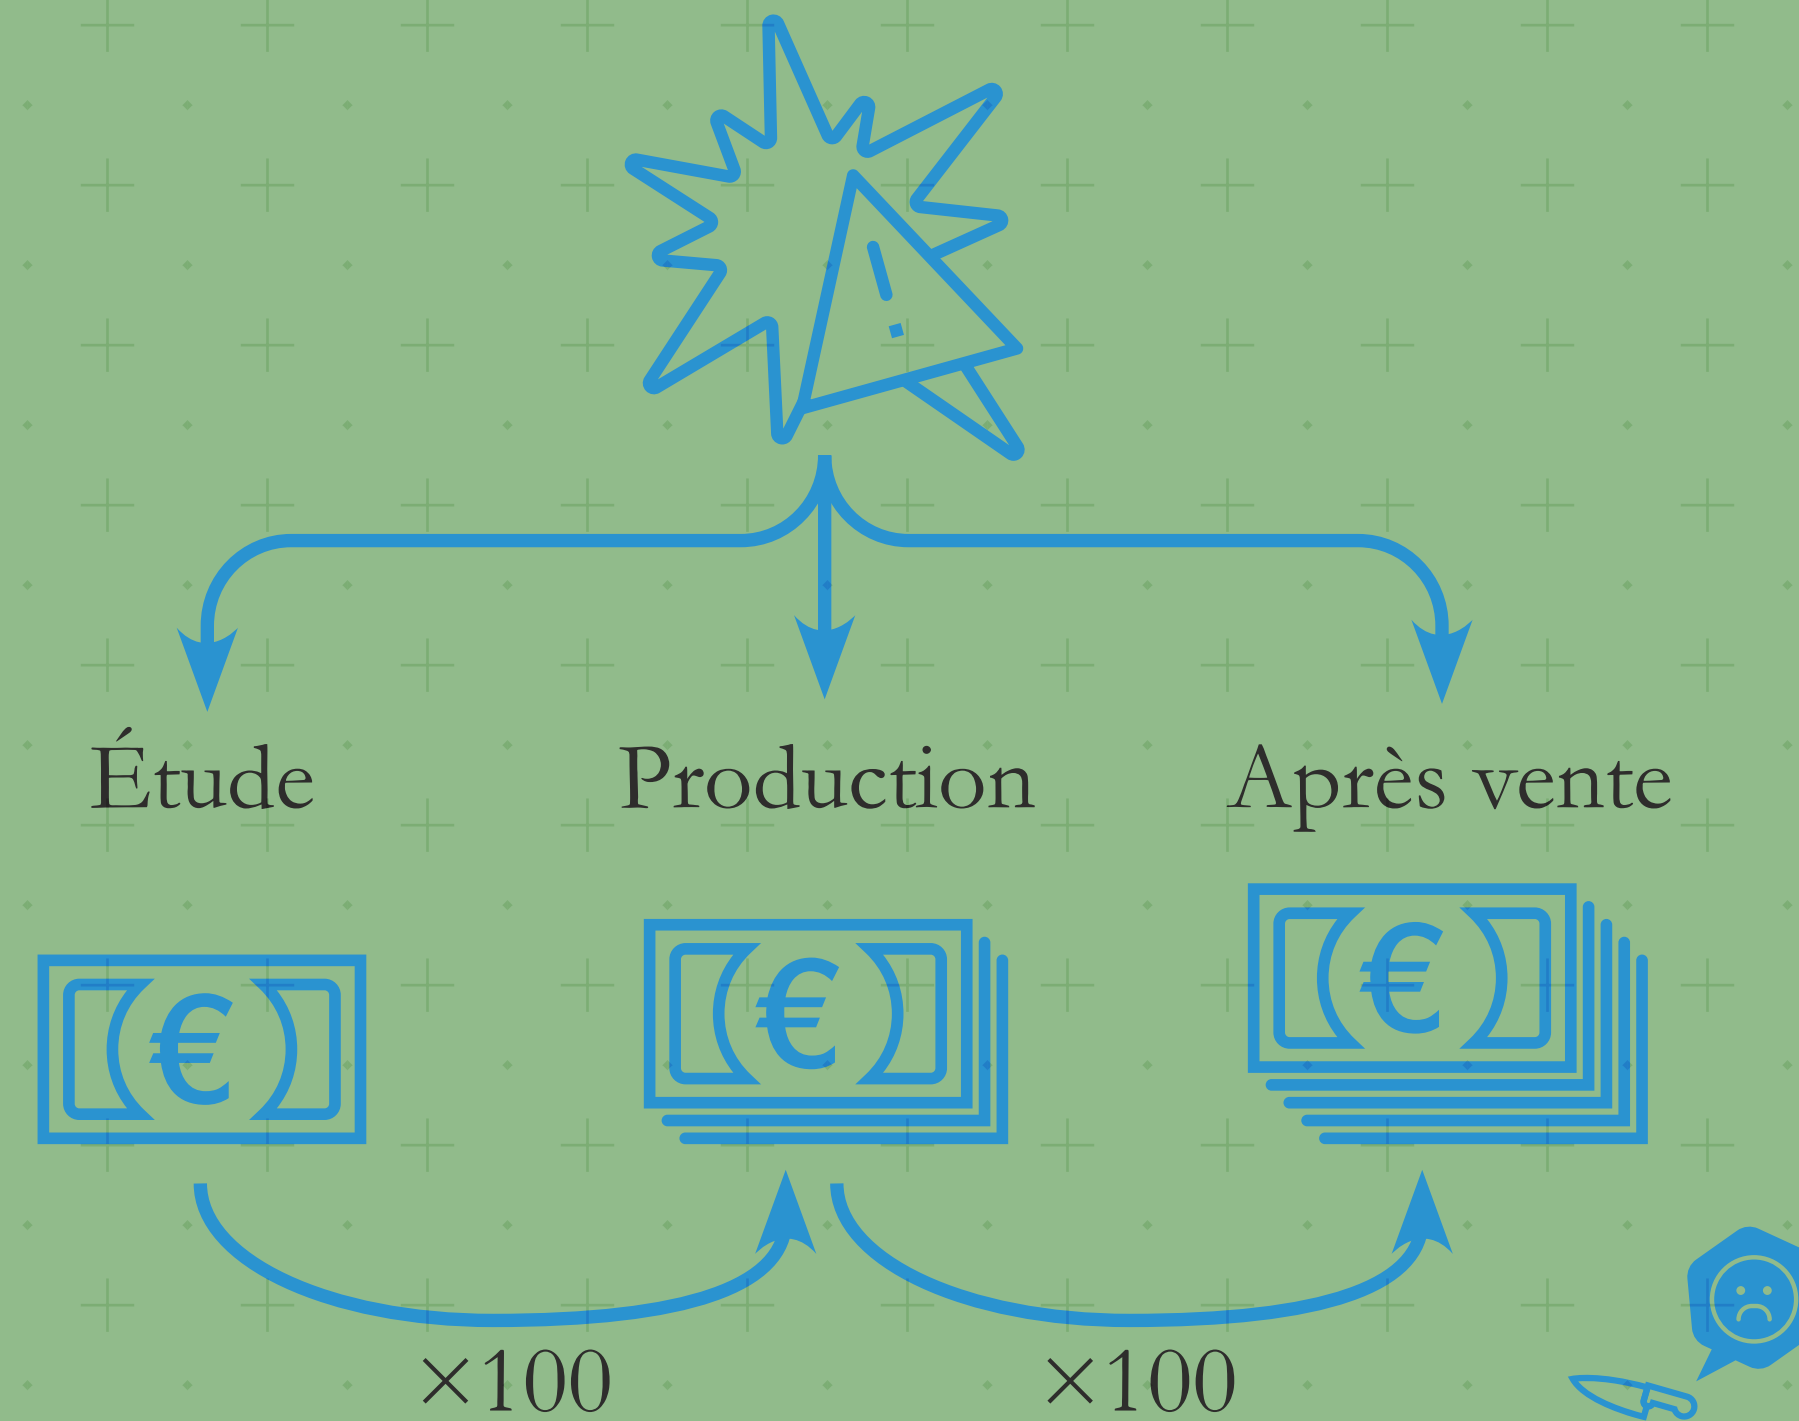 !
Étude Production Après vente
€ € €
×100 ×100